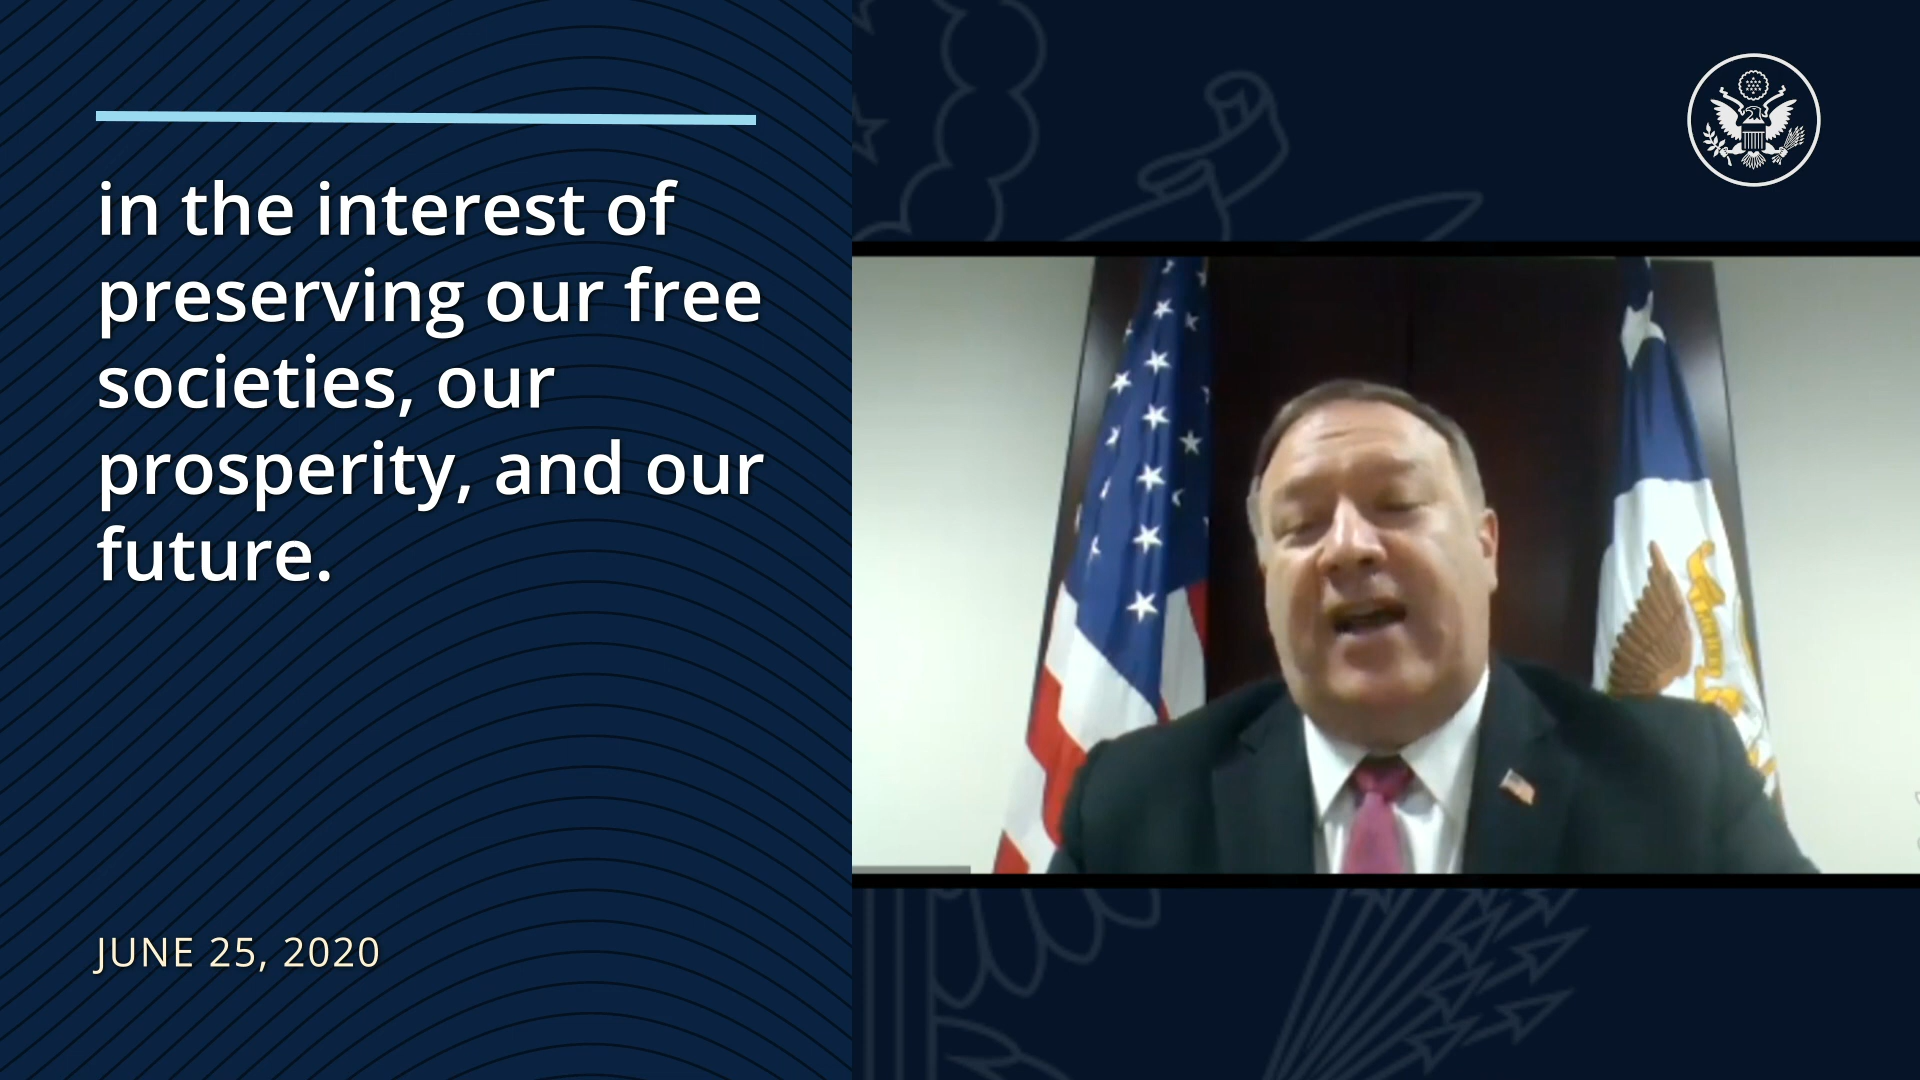 in the interest of
preserving our free
societies, our
prosperity, and our
future.
JUNE 25, 2020